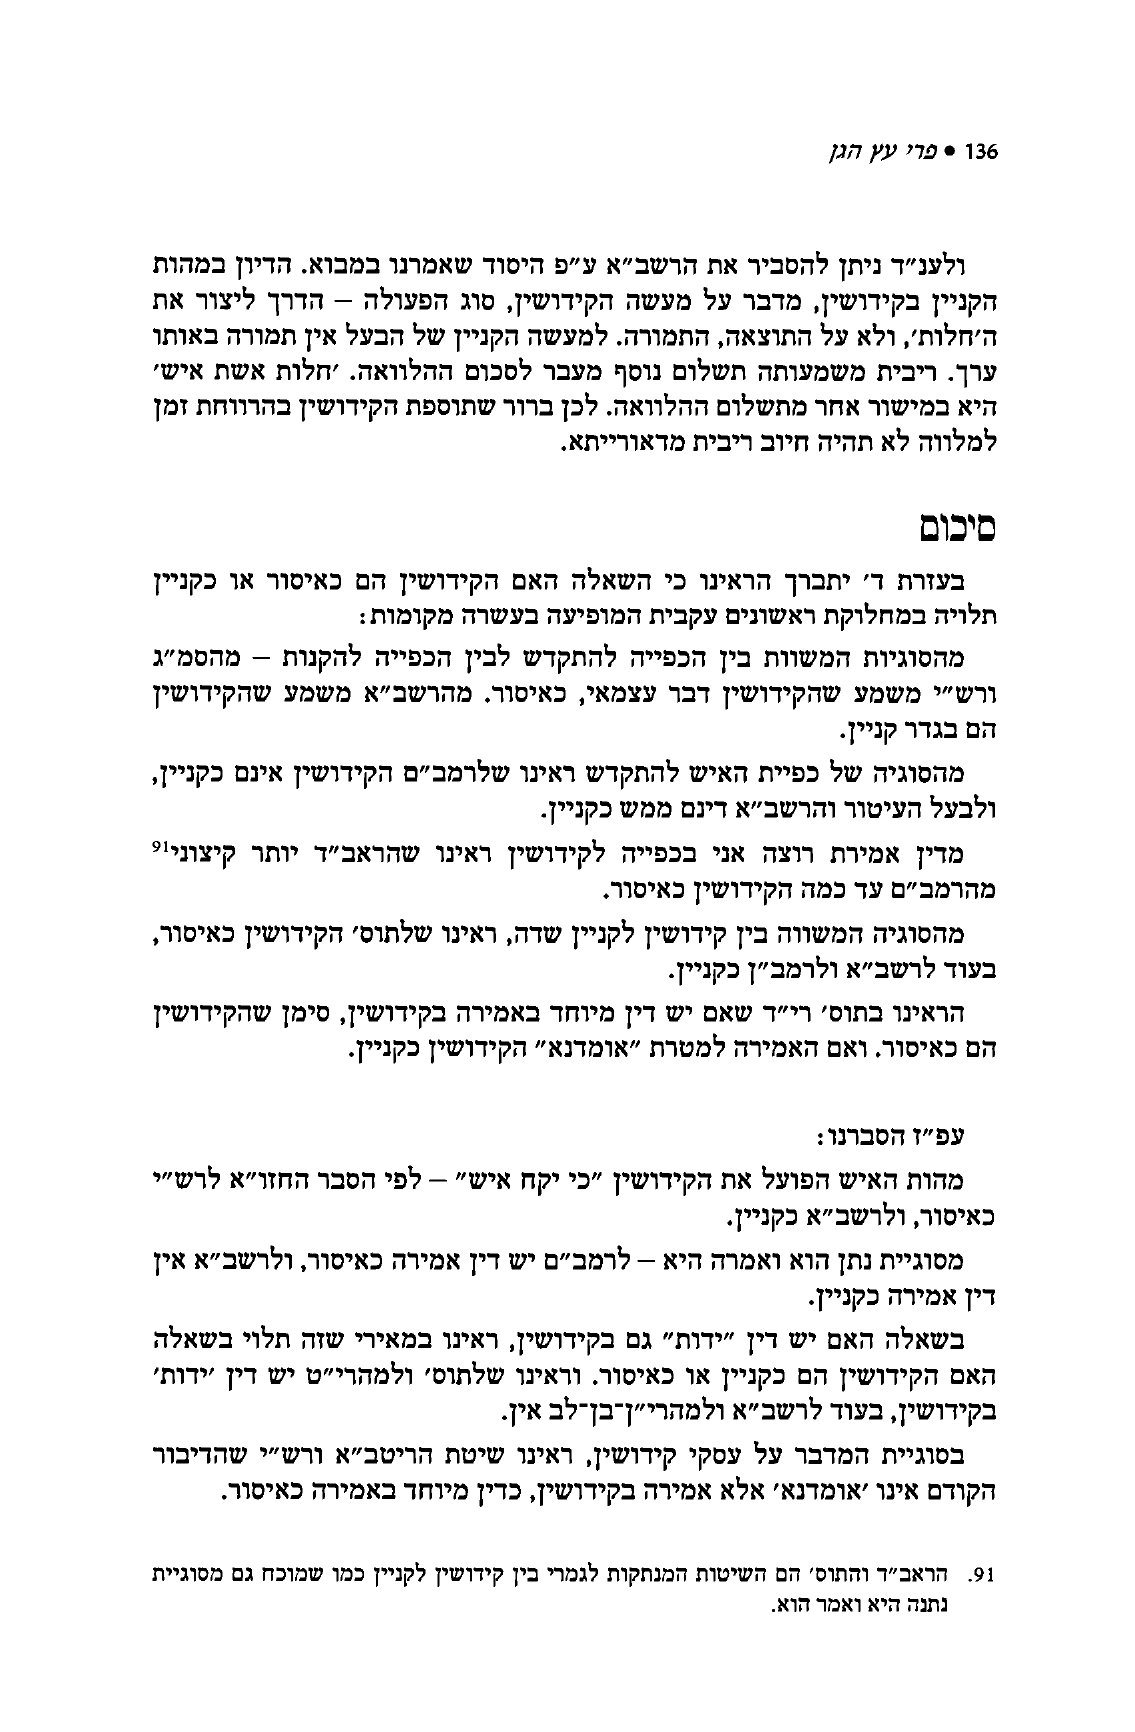 136 • פרי עץ הגן
ולענ״ד ניתן להסביר את הרשב״א ע״פ היסוד שאמרנו במבוא. הדיון במהות
הקניין בקידושין, מדבר על מעשה הקידושין, סוג הפעולה – הדרך ליצור את
ה׳חלות׳, ולא על התוצאה, התמורה. למעשה הקניין של הבעל אין תמורה באותו
ערך. ריבית משמעותה תשלום נוסף מעבר לסכום ההלוואה. ׳חלות אשת איש׳
היא במישור אחר מתשלום ההלוואה. לכן ברור שתוספת הקידושין בהרווחת זמן
למלווה לא תהיה חיוב ריבית מדאורייתא.
סיכום
בעזרת ד׳ יתברך הראינו כי השאלה האם הקידושין הם כאיסור או כקניין
תלויה במחלוקת ראשונים עקבית המופיעה בעשרה מקומות:
מהסוגיות המשוות בין הכפייה להתקדש לבין הכפייה להקנות – מהסמ״ג
ורש״י משמע שהקידושין דבר עצמאי, כאיסור. מהרשב״א משמע שהקידושין
הם בגדר קניין.
מהסוגיה של כפיית האיש להתקדש ראינו שלרמב״ם הקידושין אינם כקניין,
ולבעל העיטור והרשב״א דינם ממש כקניין.
מדין אמירת רוצה אני בכפייה לקידושין ראינו שהראב״ד יותר קיצוני91
מהרמב״ם עד כמה הקידושין כאיסור.
מהסוגיה המשווה בין קידושין לקניין שדה, ראינו שלתוס׳ הקידושין כאיסור,
בעוד לרשב״א ולרמב״ן כקניין.
הראינו בתוס׳ רי״ד שאם יש דין מיוחד באמירה בקידושין, סימן שהקידושין
הם כאיסור. ואם האמירה למטרת ״אומדנא״ הקידושין כקניין.
עפ״ז הסברנו:
מהות האיש הפועל את הקידושין ״כי יקח איש״ – לפי הסבר החזו״א לרש״י
כאיסור, ולרשב״א כקניין.
מסוגיית נתן הוא ואמרה היא – לרמב״ם יש דין אמירה כאיסור, ולרשב״א אין
דין אמירה כקניין.
בשאלה האם יש דין ״ידות״ גם בקידושין, ראינו במאירי שזה תלוי בשאלה
האם הקידושין הם כקניין או כאיסור. וראינו שלתוס׳ ולמהרי״ט יש דין ׳ידות׳
בקידושין, בעוד לרשב״א ולמהרי״ן־בן־לב אין.
בסוגיית המדבר על עסקי קידושין, ראינו שיטת הריטב״א ורש״י שהדיבור
הקודם אינו ׳אומדנא׳ אלא אמירה בקידושין, כדין מיוחד באמירה כאיסור.
91. הראב״ד והתוס׳ הם השיטות המנתקות לגמרי בין קידושין לקניין כמו שמוכח גם מסוגיית
נתנה היא ואמר הוא.